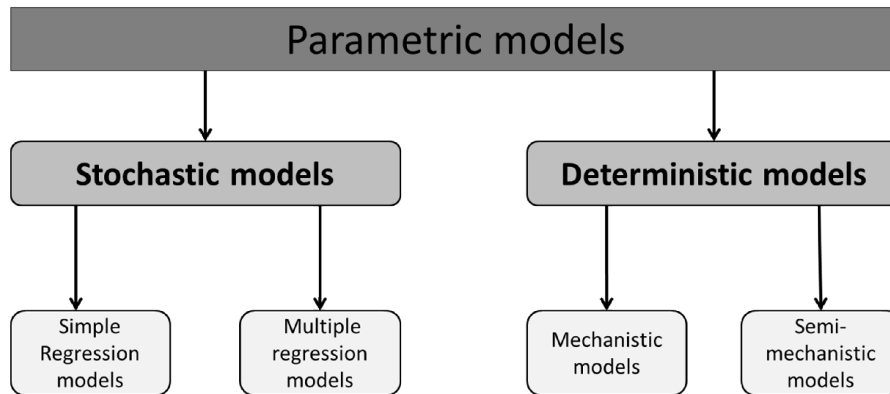 Parametric models
Stochastic models
Deterministic models
Simple
Regression
models
Multiple
regression
models
Mechanistic
models
Semi-
mechanistic
models